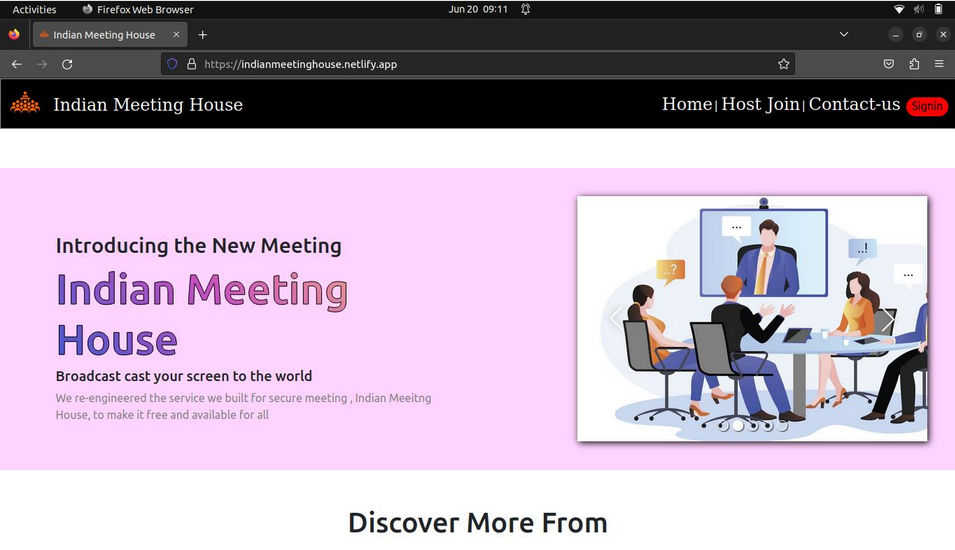 Activities
Firefox Web Browser
Jun 20 09:11
Indian Meeting House
https://indianmeetinghouse.netlify.app
Indian Meeting House
Home | Host Join | Contact-us Signin
Introducing the New Meeting
Indian Meeting
House
Broadcast cast your screen to the world
We re-engineered the service we built for secure meeting , Indian Meeitng
House, to make it free and available for all
...
..?
..!
...
Discover More From